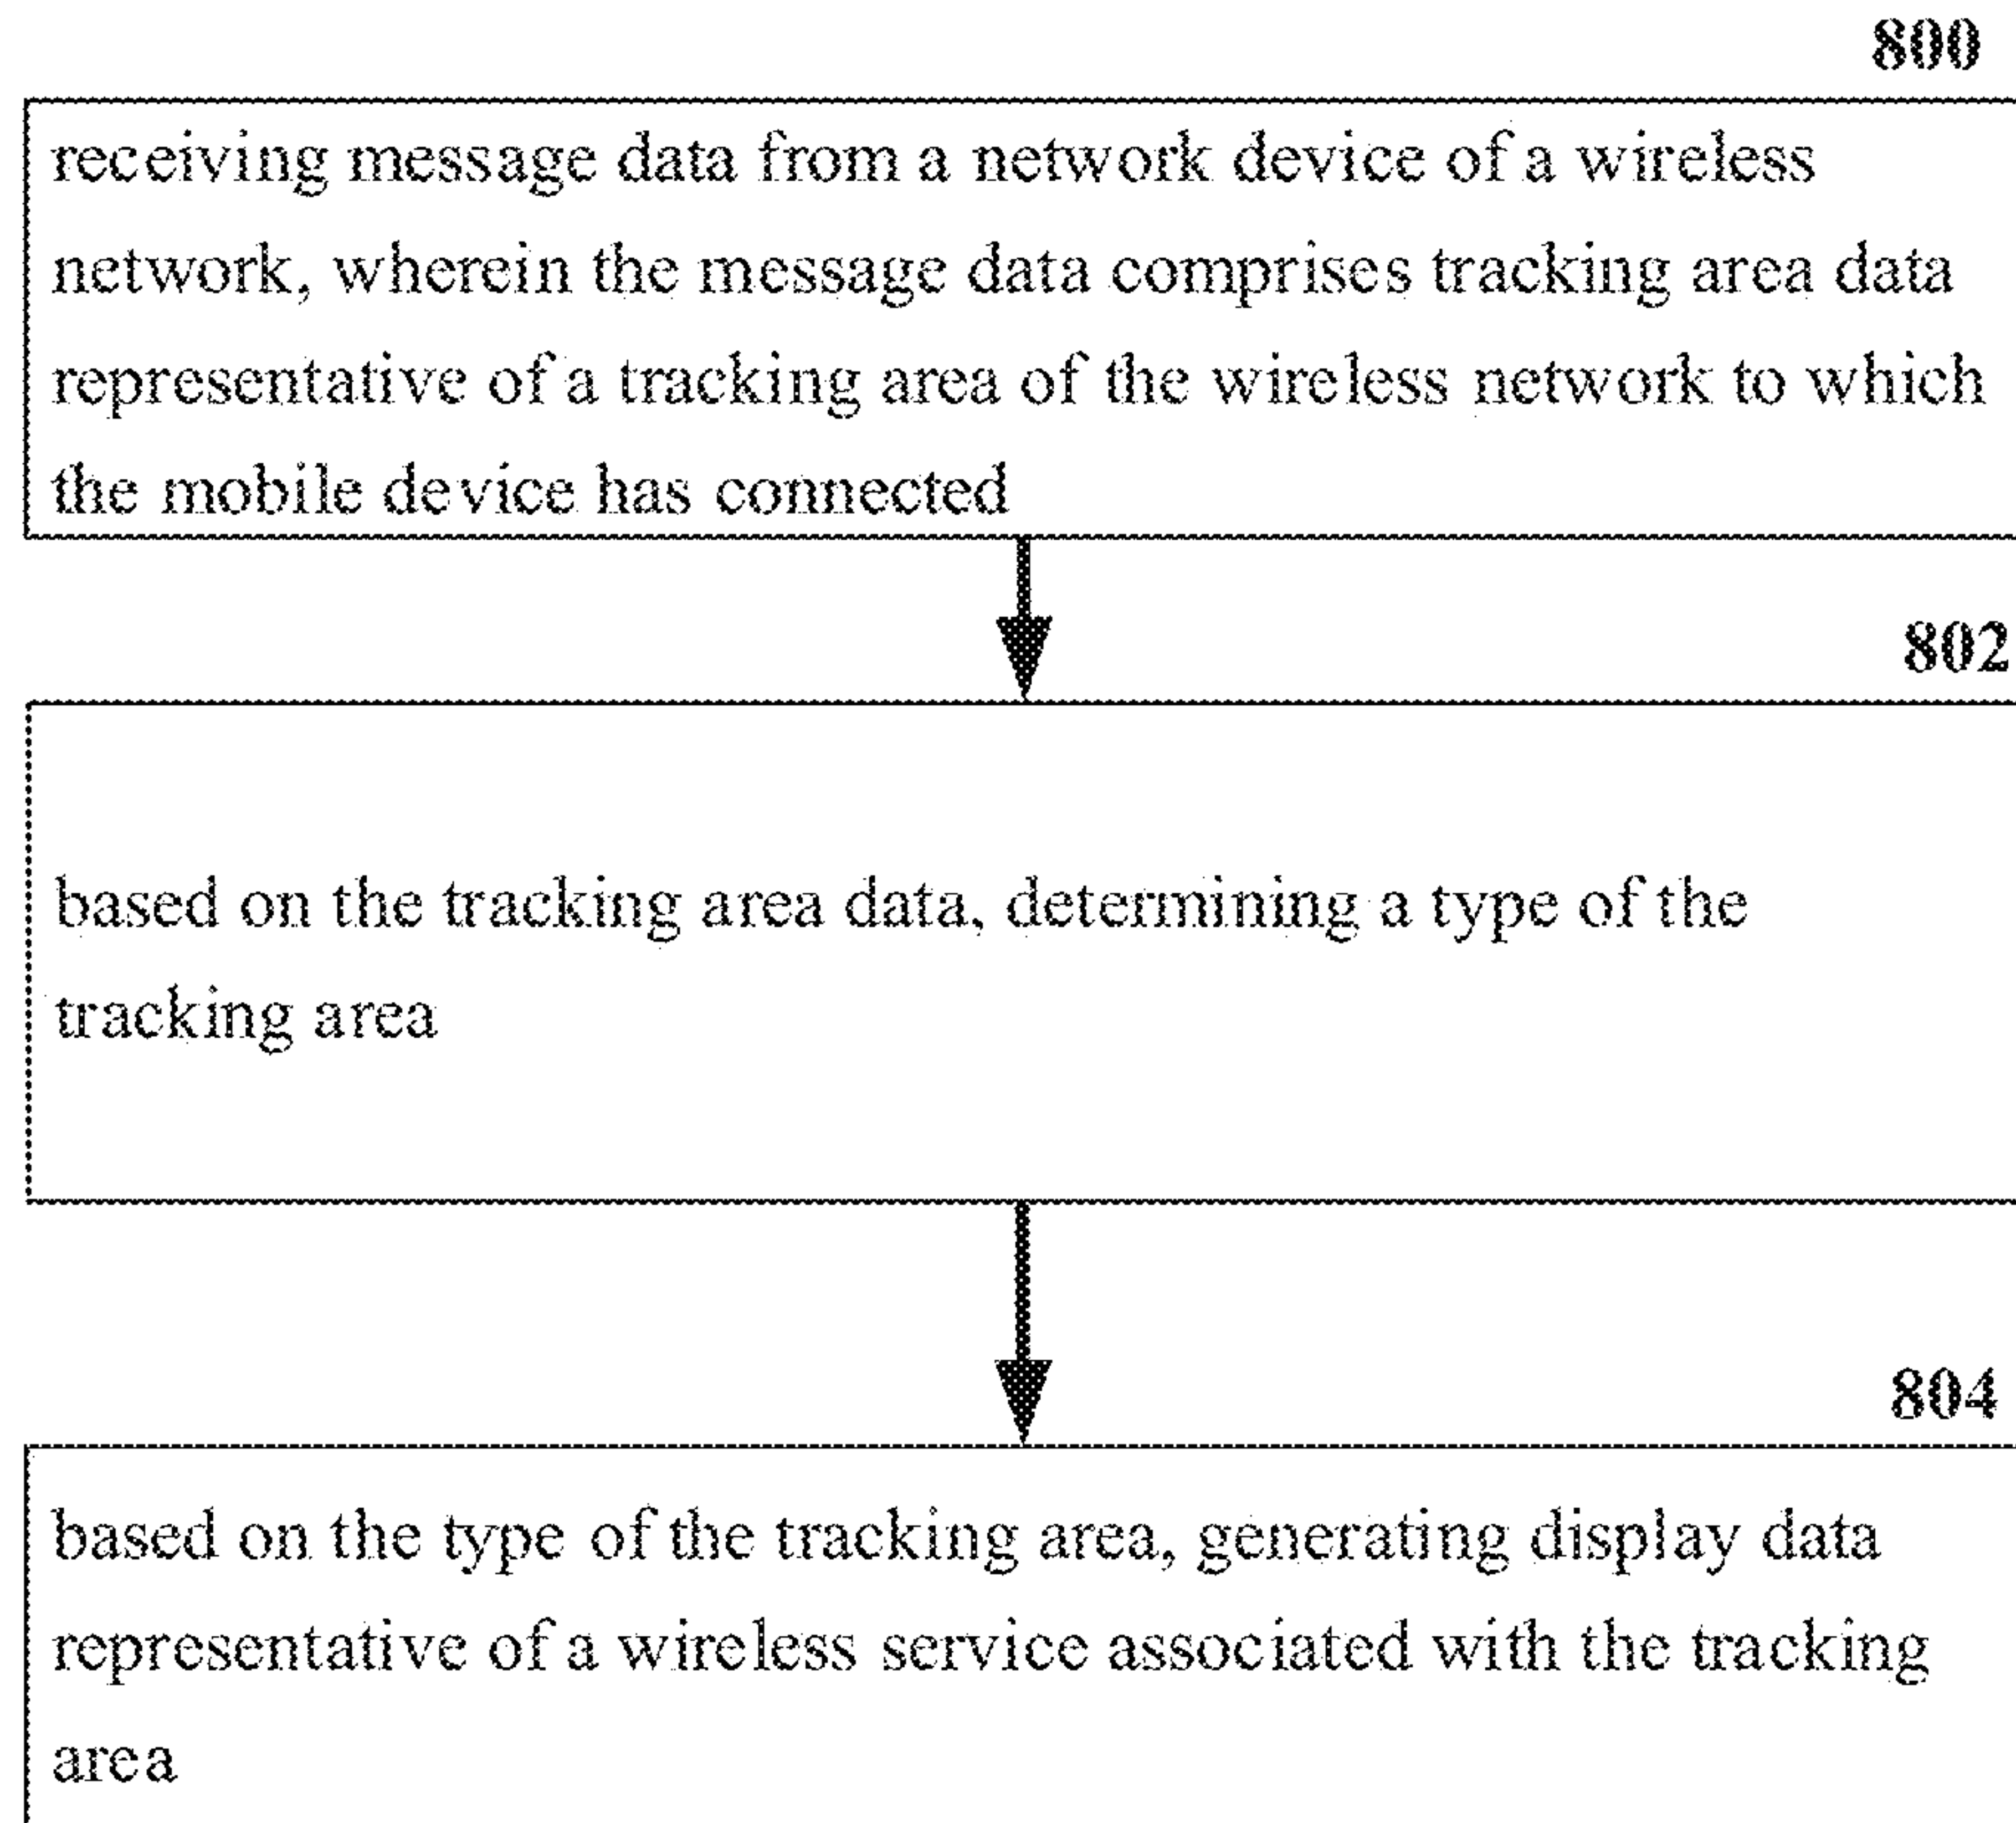 800
receiving message data from a network device of a wireless
network, wherein the message data comprises tracking area data
representative of a tracking area of the wireless network to which
the mobile device has connected
802
based on the tracking area data, determining a type of the
tracking area
804
based on the type of the tracking area, generating display data
representative of a wireless service associated with the tracking
area